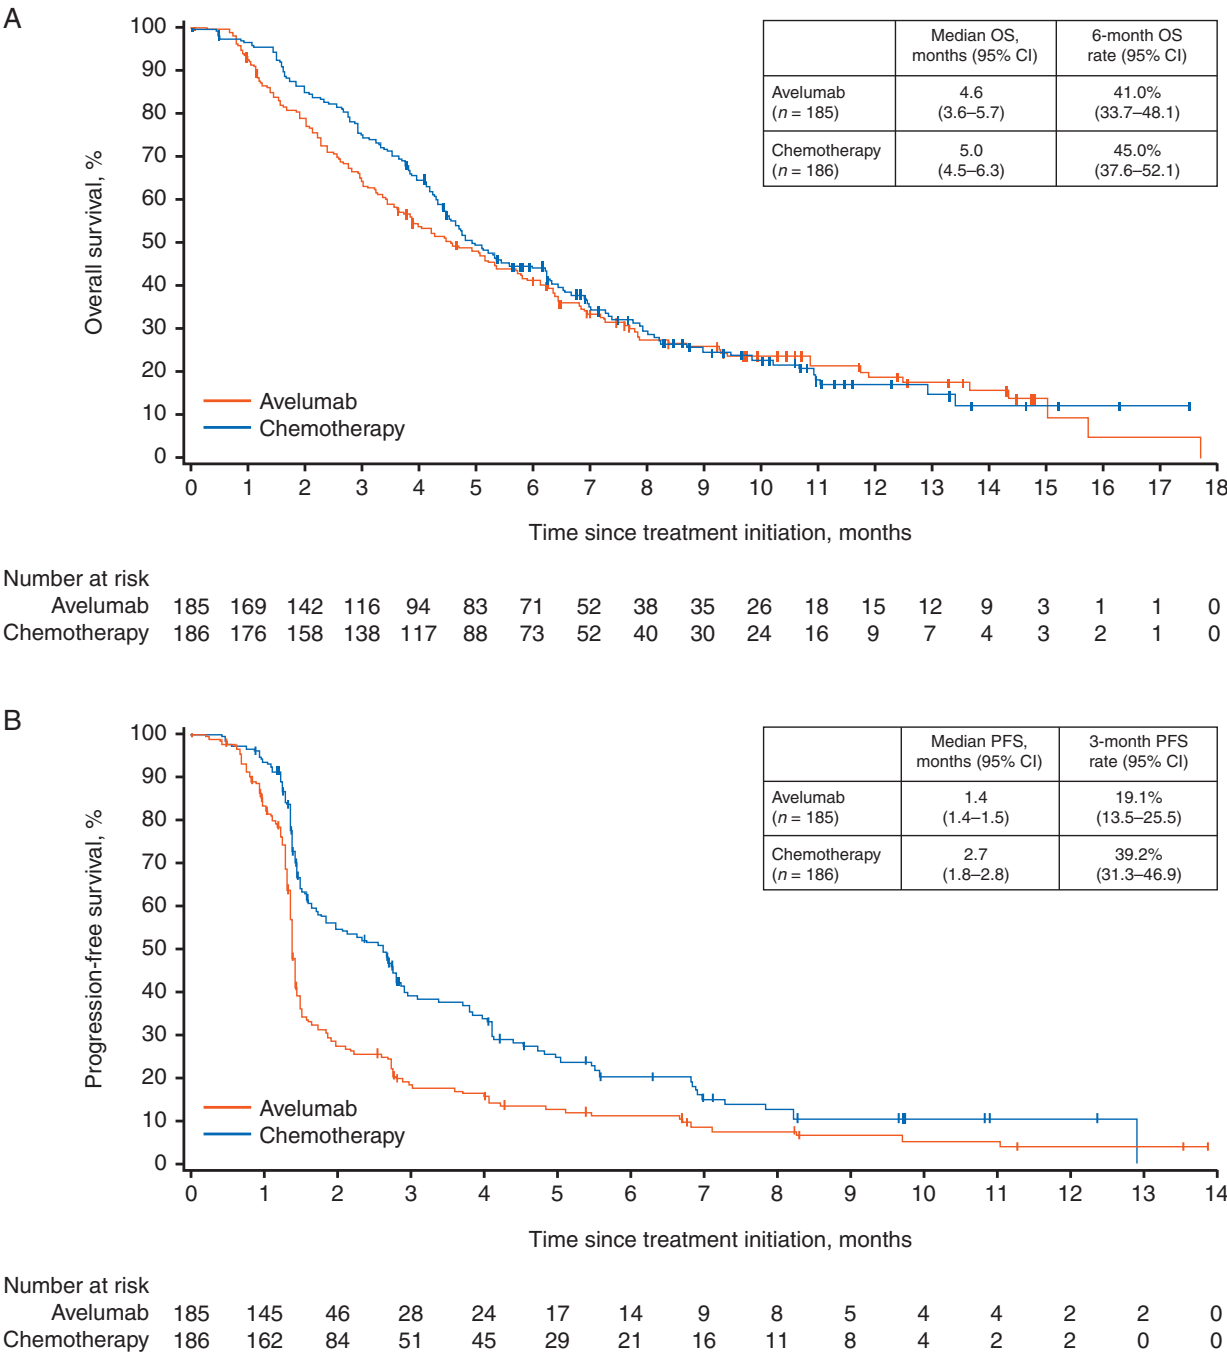 A
100
90
80
70
60
50
40
30
20
10
0
Overall survival, %
Median OS, months (95% CI)
6-month OS rate (95% CI)
Avelumab (n = 185)
4.6 (3.6–5.7)
41.0% (33.7–48.1)
Chemotherapy (n = 186)
5.0 (4.5–6.3)
45.0% (37.6–52.1)
Avelumab
Chemotherapy
0 1 2 3 4 5 6 7 8 9 10 11 12 13 14 15 16 17 18
Time since treatment initiation, months
Number at risk
Avelumab 185 169 142 116 94 83 71 52 38 35 26 18 15 12 9 3 1 1 0
Chemotherapy 186 176 158 138 117 88 73 52 40 30 24 16 9 7 4 3 2 1 0
B
100
90
80
70
60
50
40
30
20
10
0
Progression-free survival, %
Median PFS, months (95% CI)
3-month PFS rate (95% CI)
Avelumab (n = 185)
1.4 (1.4–1.5)
19.1% (13.5–25.5)
Chemotherapy (n = 186)
2.7 (1.8–2.8)
39.2% (31.3–46.9)
Avelumab
Chemotherapy
0 1 2 3 4 5 6 7 8 9 10 11 12 13 14
Time since treatment initiation, months
Number at risk
Avelumab 185 145 46 28 24 17 14 9 8 5 4 4 2 2 0
Chemotherapy 186 162 84 51 45 29 21 16 11 8 4 2 2 0 0